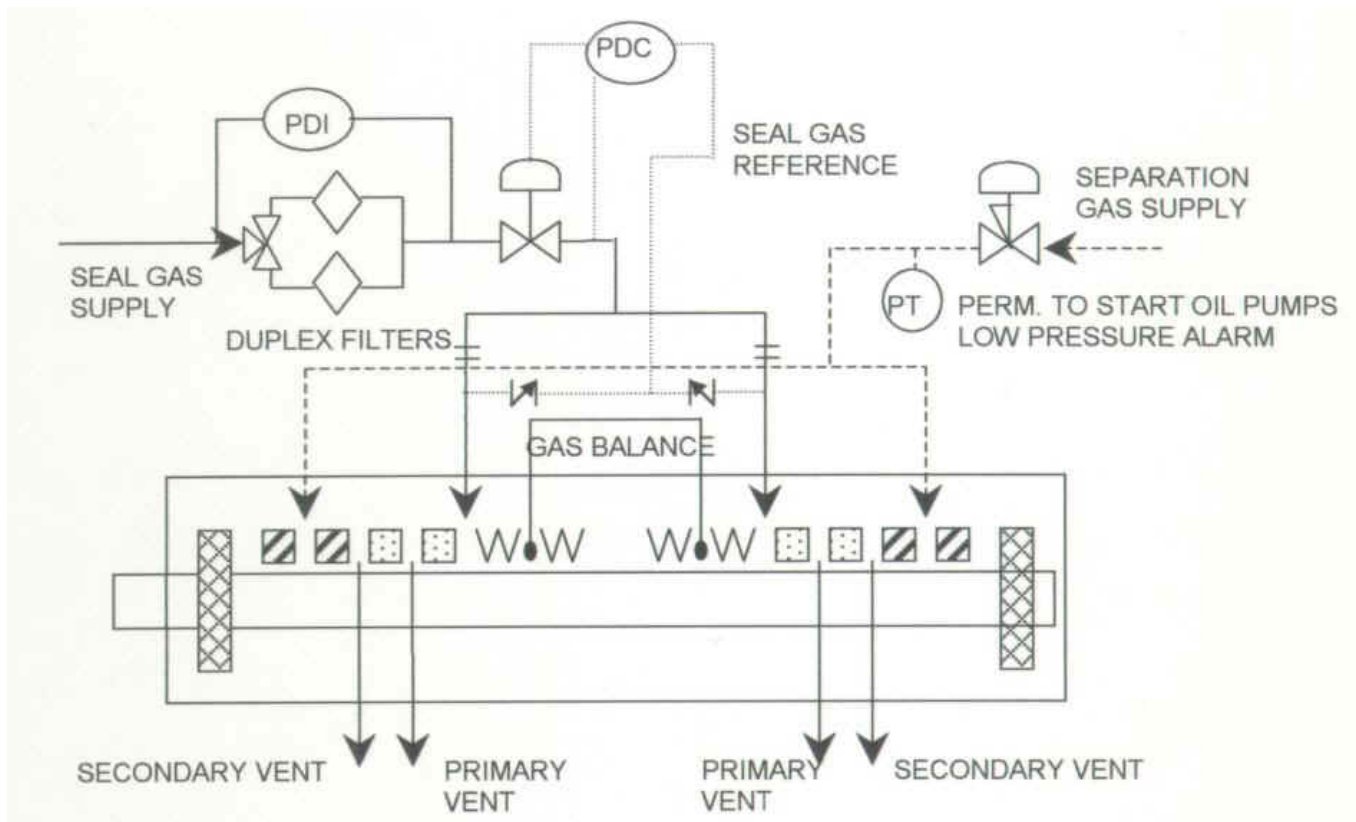 PDC
PDI
SEAL GAS
REFERENCE
SEPARATION
GAS SUPPLY
SEAL GAS
SUPPLY
PT
PERM. TO START OIL PUMPS
LOW PRESSURE ALARM
DUPLEX FILTERS
GAS BALANCE
SECONDARY VENT
PRIMARY
VENT
PRIMARY
VENT
SECONDARY VENT